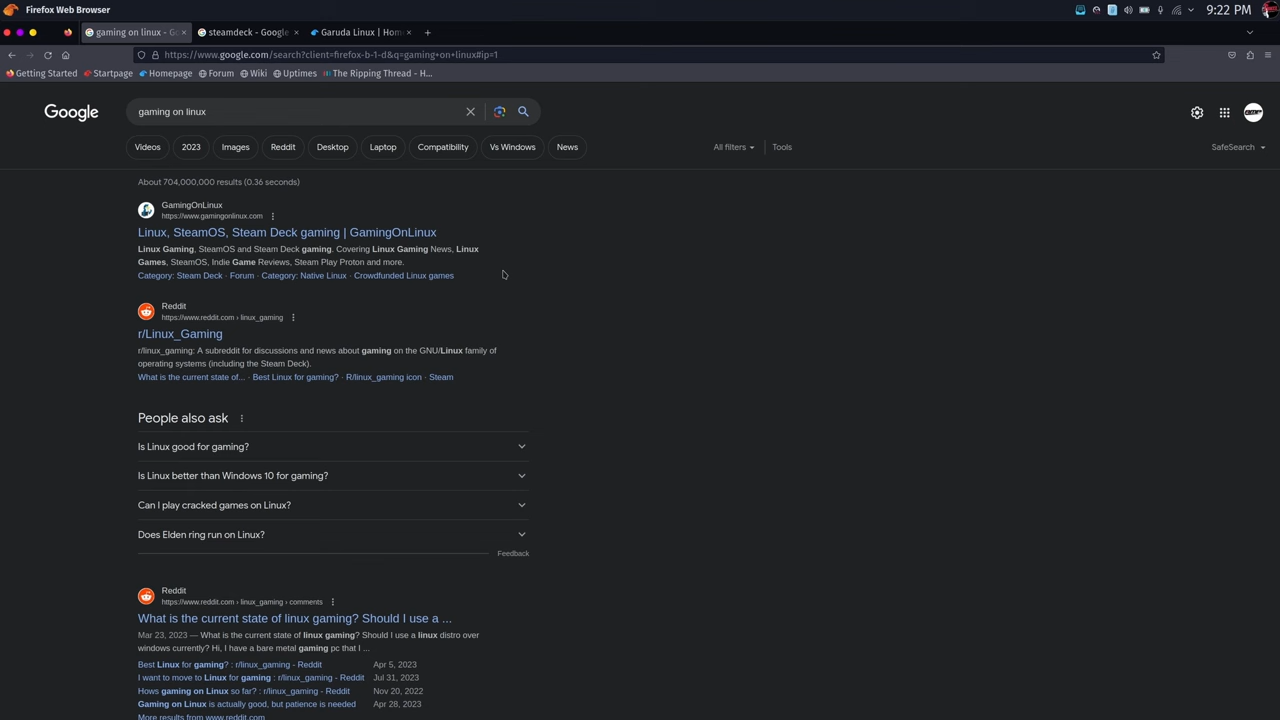 Firefox Web Browser
9:22 PM
gaming on linux - Go
steamdeck - Google
Garuda Linux | Home
https://www.google.com/search?client=firefox-b-1-d&q=gaming+on+linux#ip=1
Getting Started
Startpage
Homepage
Forum
Wiki
Uptimes
The Ripping Thread - H...
Google
gaming on linux
Videos
2023
Images
Reddit
Desktop
Laptop
Compatibility
Vs Windows
News
All filters
Tools
SafeSearch
About 704,000,000 results (0.36 seconds)
GamingOnLinux
https://www.gamingonlinux.com
Linux, SteamOS, Steam Deck gaming | GamingOnLinux
Linux Gaming, SteamOS and Steam Deck gaming. Covering Linux Gaming News, Linux
Games, SteamOS, Indie Game Reviews, Steam Play Proton and more.
Category: Steam Deck · Forum · Category: Native Linux · Crowdfunded Linux games
Reddit
https://www.reddit.com › linux_gaming
r/Linux_Gaming
r/linux_gaming: A subreddit for discussions and news about gaming on the GNU/Linux family of
operating systems (including the Steam Deck).
What is the current state of... · Best Linux for gaming? · R/linux_gaming icon · Steam
People also ask
Is Linux good for gaming?
Is Linux better than Windows 10 for gaming?
Can I play cracked games on Linux?
Does Elden ring run on Linux?
Feedback
Reddit
https://www.reddit.com › linux_gaming › comments
What is the current state of linux gaming? Should I use a ...
Mar 23, 2023 — What is the current state of linux gaming? Should I use a linux distro over
windows currently? Hi, I have a bare metal gaming pc that I ...
Best Linux for gaming? : r/linux_gaming - Reddit Apr 5, 2023
I want to move to Linux for gaming : r/linux_gaming - Reddit Jul 31, 2023
Hows gaming on Linux so far? : r/linux_gaming - Reddit Nov 20, 2022
Gaming on Linux is actually good, but patience is needed Apr 28, 2023
More results from www.reddit.com